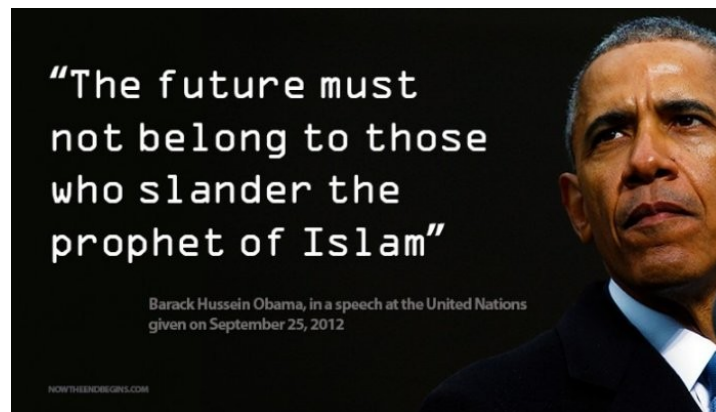 “The future must
not belong to those
who slander the
prophet of Islam”
Barack Hussein Obama, in a speech at the United Nations
given on September 25, 2012
NOWTHEENDBEGINS.COM